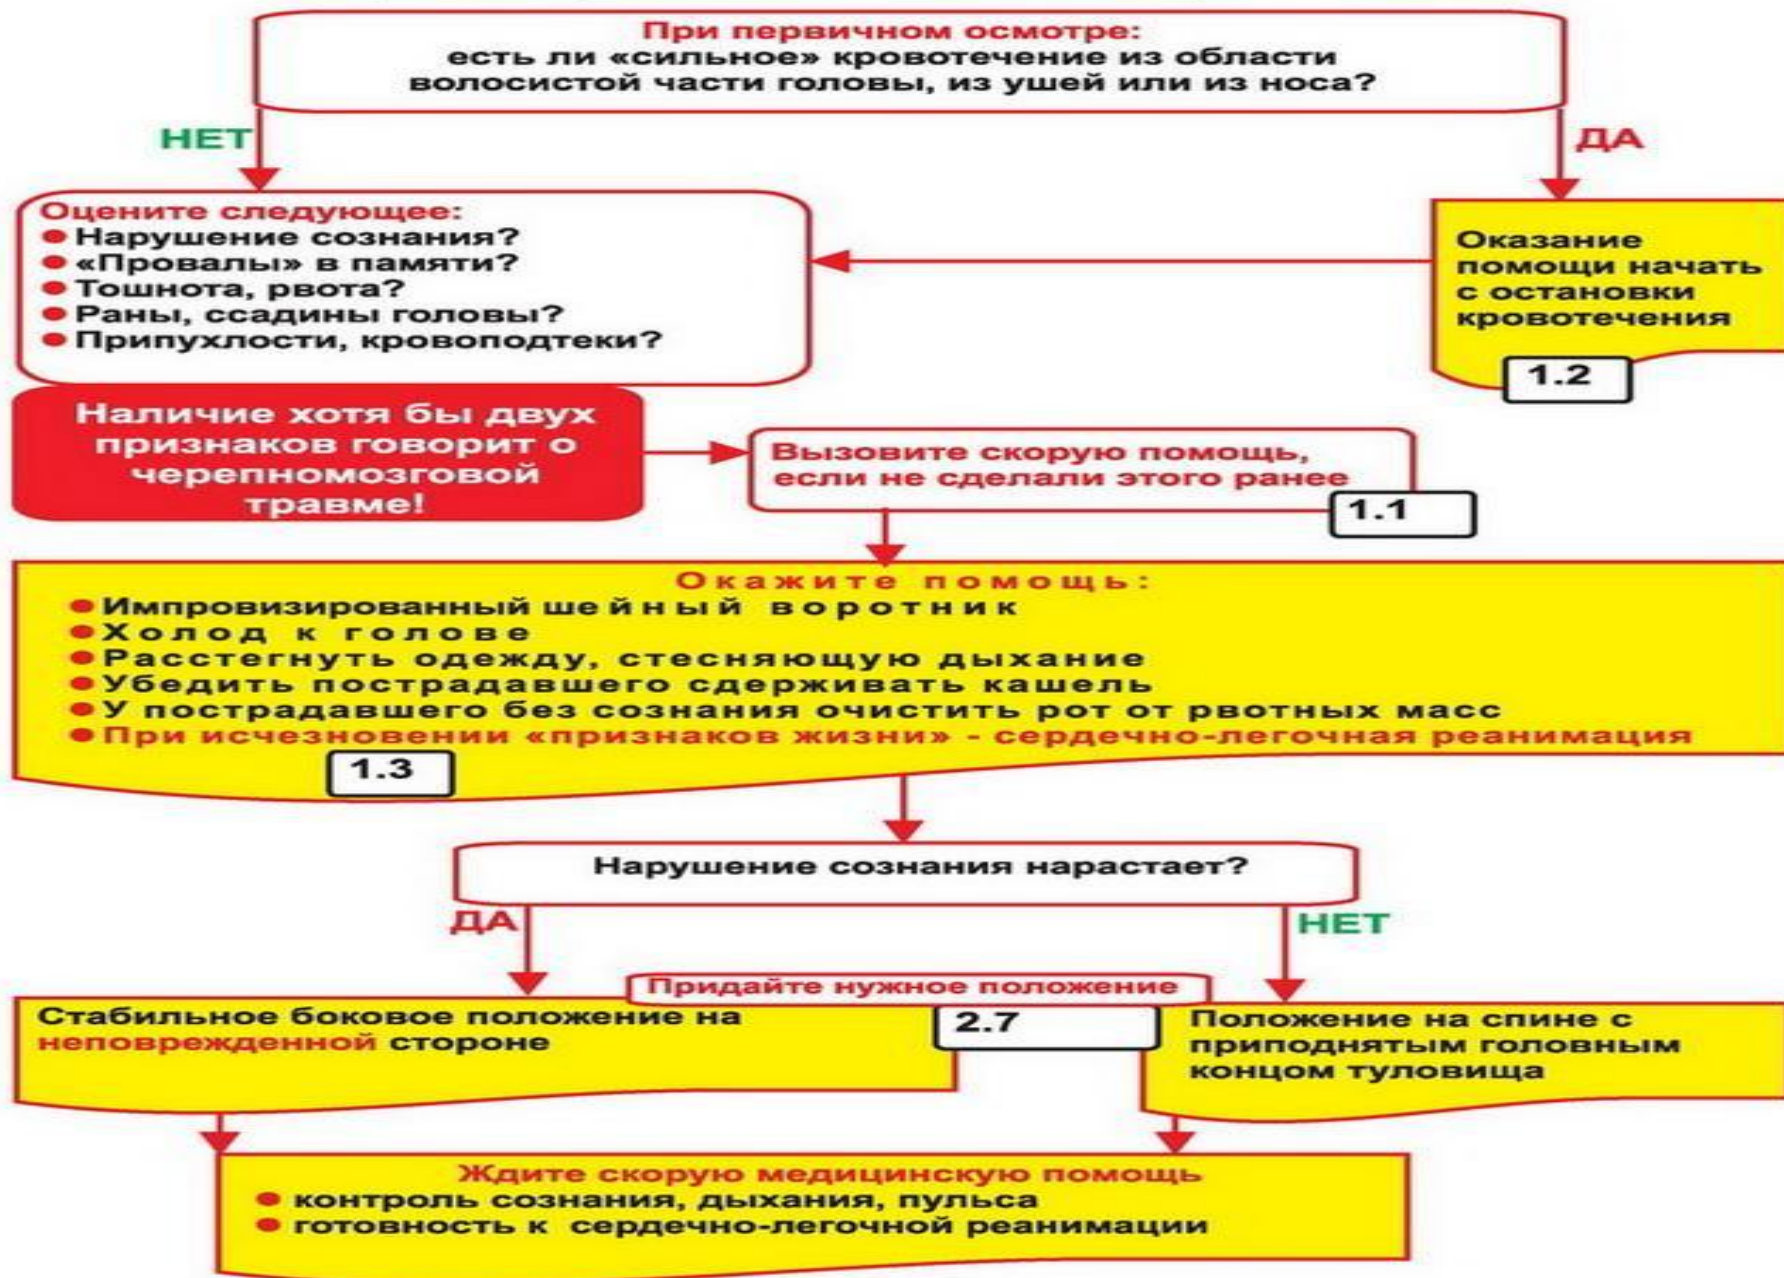 При первичном осмотре:
есть ли «сильное» кровотечение из области
волосистой части головы, из ушей или из носа?
НЕТ
ДА
Оцените следующее:
● Нарушение сознания?
● «Провалы» в памяти?
● Тошнота, рвота?
● Раны, ссадины головы?
● Припухлости, кровоподтеки?
Оказание
помощи начать
с остановки
кровотечения
1.2
Наличие хотя бы двух
признаков говорит о
черепномозговой
травме!
Вызовите скорую помощь,
если не сделали этого ранее
1.1
Окажите помощь:
● Импровизированный шейный воротник
● Холод к голове
● Расстегнуть одежду, стесняющую дыхание
● Убедить пострадавшего сдерживать кашель
● У пострадавшего без сознания очистить рот от рвотных масс
● При исчезновении «признаков жизни» - сердечно-легочная реанимация
1.3
Нарушение сознания нарастает?
ДА
НЕТ
Придайте нужное положение
2.7
Стабильное боковое положение на
неповрежденной стороне
Положение на спине с
приподнятым головным
концом туловища
Ждите скорую медицинскую помощь
● контроль сознания, дыхания, пульса
● готовность к сердечно-легочной реанимации